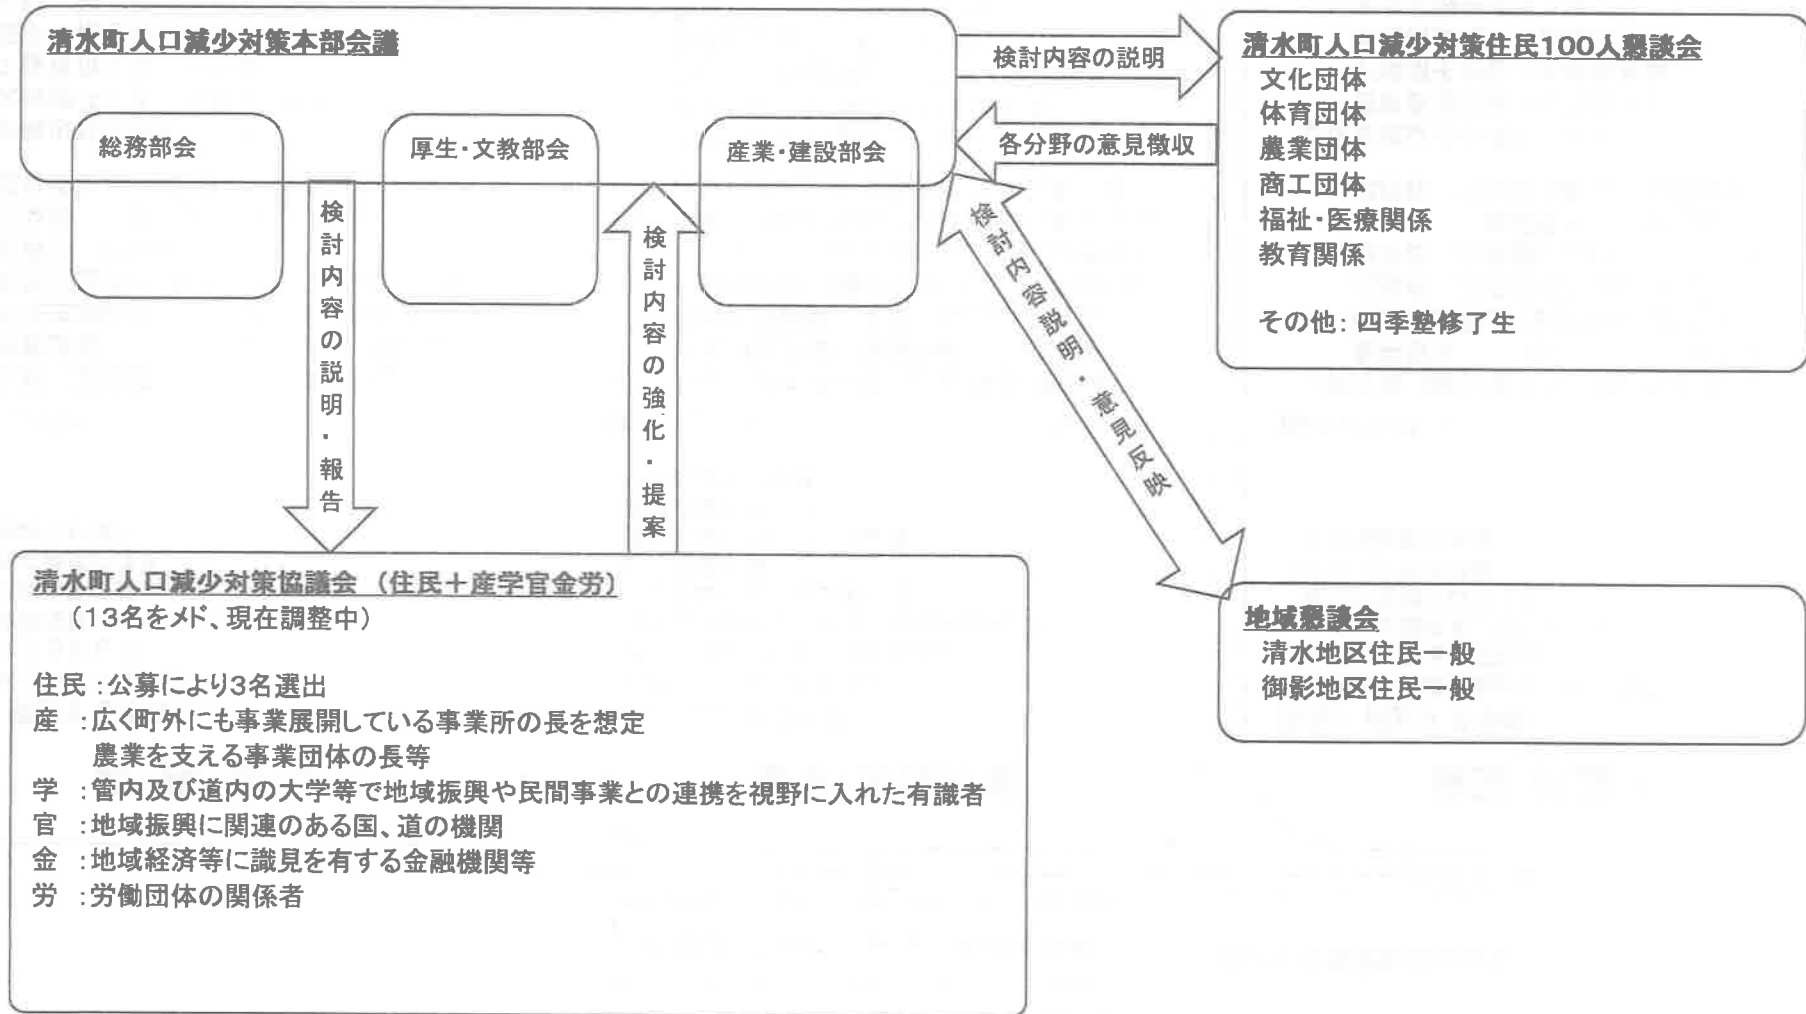 清水町人口減少対策本部会議
総務部会
厚生・文教部会
産業・建設部会
検討内容の説明
各分野の意見徴収
清水町人口減少対策住民100人懇談会
文化団体
体育団体
農業団体
商工団体
福祉・医療関係
教育関係
その他：四季塾修了生
検討内容の説明・報告
検討内容の強化・提案
検討内容説明・意見反映
清水町人口減少対策協議会（住民＋産学官金労）
（13名をメド、現在調整中）
住民：公募により3名選出
産：広く町外にも事業展開している事業所の長を想定
農業を支える事業団体の長等
学：管内及び道内の大学等で地域振興や民間事業との連携を視野に入れた有識者
官：地域振興に関連のある国、道の機関
金：地域経済等に識見を有する金融機関等
労：労働団体の関係者
地域懇談会
清水地区住民一般
御影地区住民一般